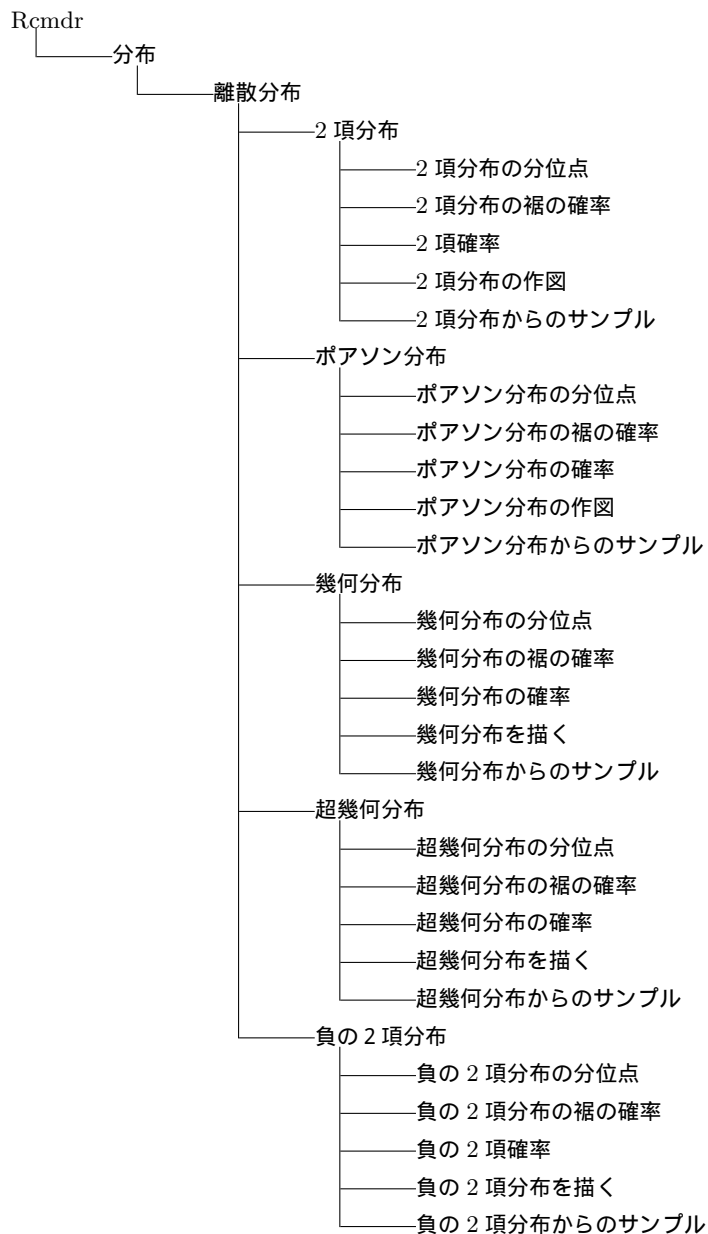 Rcmdr
分布
離散分布
2 項分布
2 項分布の分位点
2 項分布の裾の確率
2 項確率
2 項分布の作図
2 項分布からのサンプル
ポアソン分布
ポアソン分布の分位点
ポアソン分布の裾の確率
ポアソン分布の確率
ポアソン分布の作図
ポアソン分布からのサンプル
幾何分布
幾何分布の分位点
幾何分布の裾の確率
幾何分布の確率
幾何分布を描く
幾何分布からのサンプル
超幾何分布
超幾何分布の分位点
超幾何分布の裾の確率
超幾何分布の確率
超幾何分布を描く
超幾何分布からのサンプル
負の２項分布
負の 2 項分布の分位点
負の 2 項分布の裾の確率
負の 2 項確率
負の 2 項分布を描く
負の 2 項分布からのサンプル